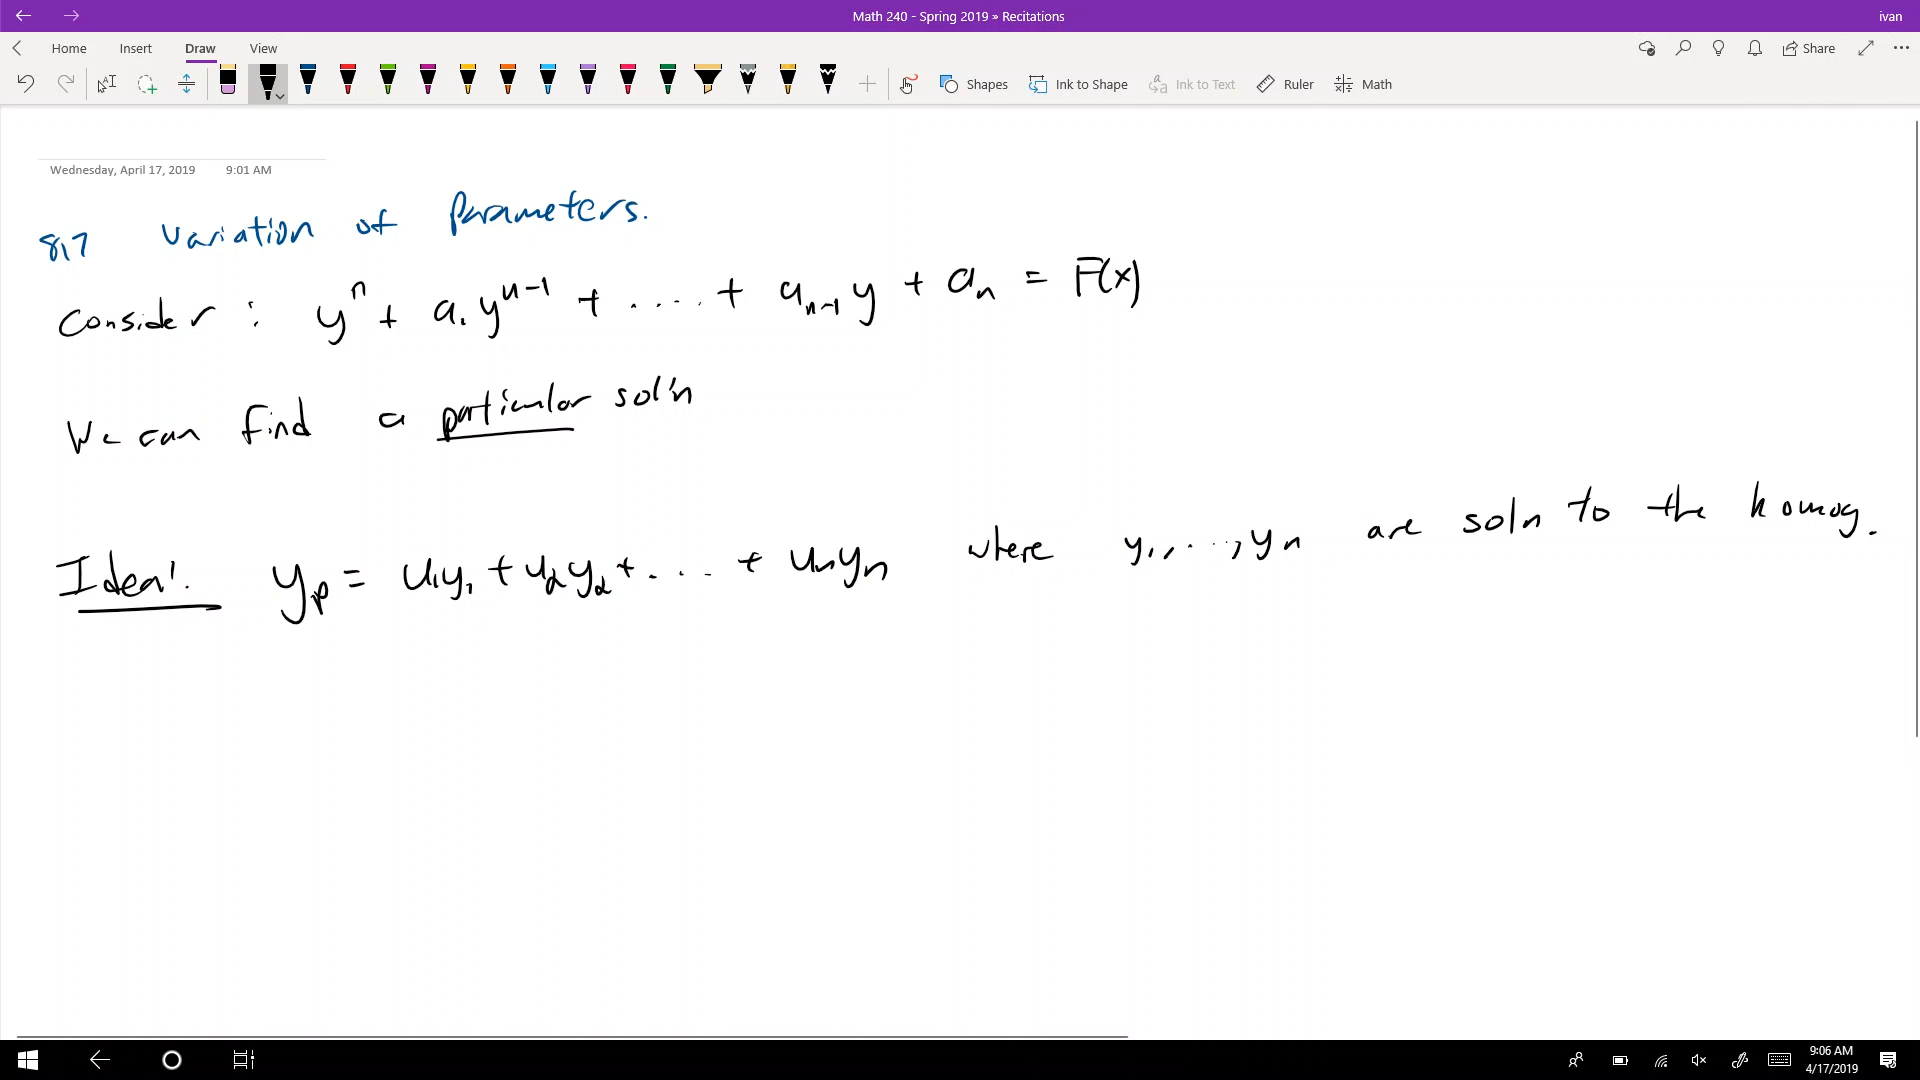 Math 240 - Spring 2019 » Recitations
ivan
Home Insert Draw View
Share
Shapes Ink to Shape Ink to Text Ruler Math
Wednesday, April 17, 2019 9:01 AM
8.7 Variation of Parameters.
Consider : yⁿ + a₁yⁿ⁻¹ + .... + aₙ₋₁y + aₙ = F(x)
We can find a particular sol'n
Idea!. yₚ = u₁y₁ + u₂y₂ + .... + uₙyₙ where y₁,...,yₙ are soln to the homog.
9:06 AM
4/17/2019